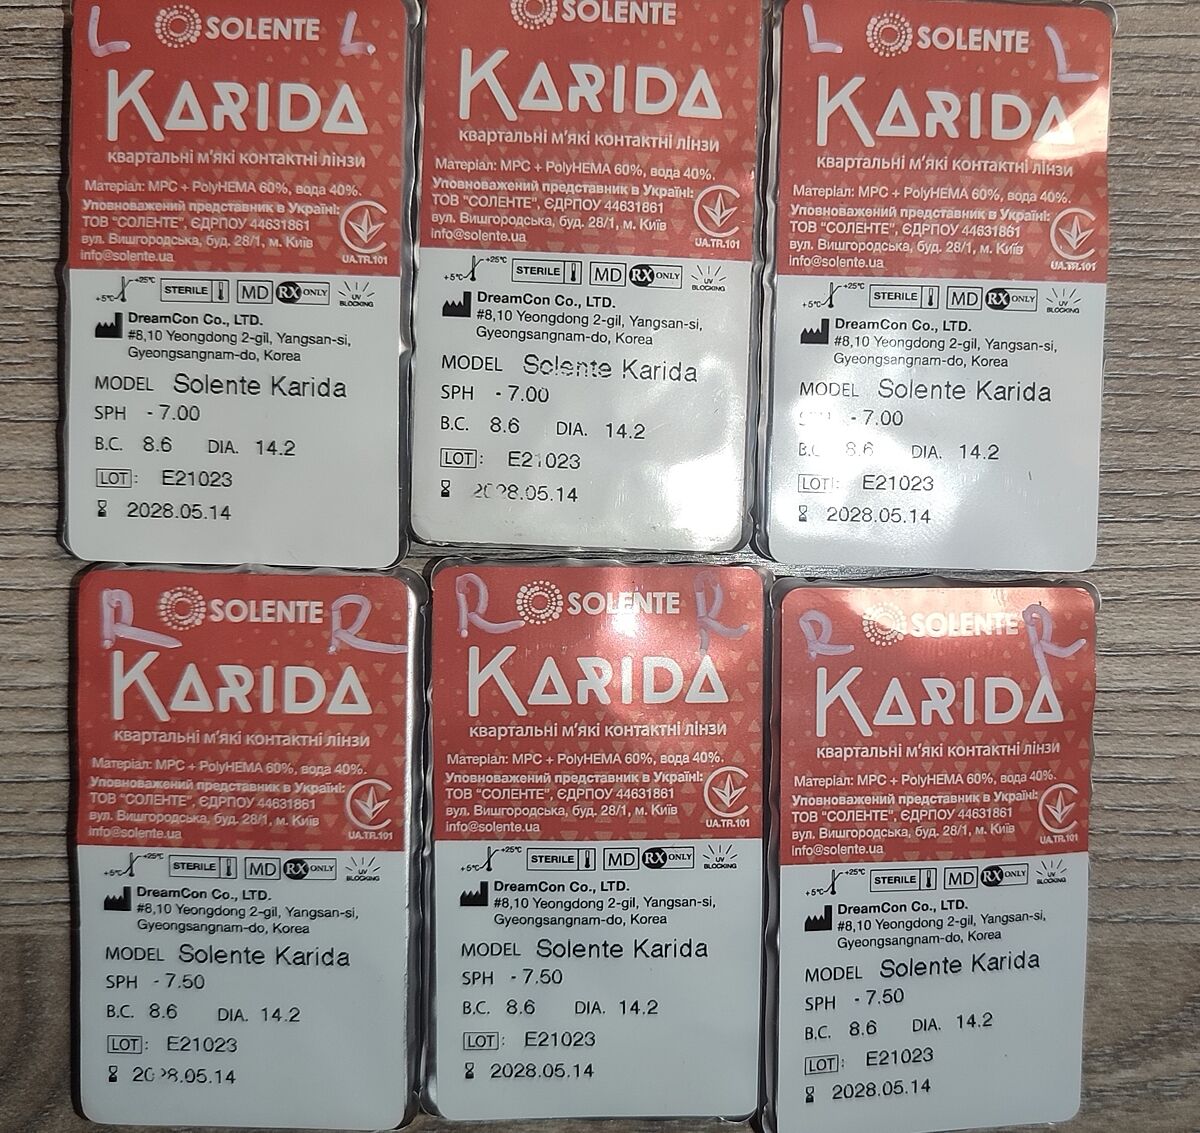 L SOLENTE L
KARIDA
квартальні м'які контактні лінзи
Матеріал: MPC + PolyHEMA 60%, вода 40%.
Уповноважений представник в Україні:
ТОВ "СОЛЕНТЕ", ЄДРПОУ 44631861
вул. Вишгородська, буд. 28/1, м. Київ
info@solente.ua
UA.TR.101
+5℃ +25℃ STERILE MD RX ONLY UV BLOCKING
DreamCon Co., LTD.
#8,10 Yeongdong 2-gil, Yangsan-si,
Gyeongsangnam-do, Korea
MODEL Solente Karida
SPH - 7.00
B.C. 8.6 DIA. 14.2
LOT: E21023
2028.05.14
SOLENTE
KARIDA
квартальні м'які контактні лінзи
Матеріал: MPC + PolyHEMA 60%, вода 40%.
Уповноважений представник в Україні:
ТОВ "СОЛЕНТЕ", ЄДРПОУ 44631861
вул. Вишгородська, буд. 28/1, м. Київ
info@solente.ua
UA.TR.101
+5℃ +25℃ STERILE MD RX ONLY UV BLOCKING
DreamCon Co., LTD.
#8,10 Yeongdong 2-gil, Yangsan-si,
Gyeongsangnam-do, Korea
MODEL Solente Karida
SPH - 7.00
B.C. 8.6 DIA. 14.2
LOT: E21023
2028.05.14
L SOLENTE L
KARIDA
квартальні м'які контактні лінзи
Матеріал: MPC + PolyHEMA 60%, вода 40%.
Уповноважений представник в Україні:
ТОВ "СОЛЕНТЕ", ЄДРПОУ 44631861
вул. Вишгородська, буд. 28/1, м. Київ
info@solente.ua
UA.TR.101
+5℃ +25℃ STERILE MD RX ONLY UV BLOCKING
DreamCon Co., LTD.
#8,10 Yeongdong 2-gil, Yangsan-si,
Gyeongsangnam-do, Korea
MODEL Solente Karida
SPH - 7.00
B.C. 8.6 DIA. 14.2
LOT: E21023
2028.05.14
R SOLENTE R
KARIDA
квартальні м'які контактні лінзи
Матеріал: MPC + PolyHEMA 60%, вода 40%.
Уповноважений представник в Україні:
ТОВ "СОЛЕНТЕ", ЄДРПОУ 44631861
вул. Вишгородська, буд. 28/1, м. Київ
info@solente.ua
UA.TR.101
+5℃ +25℃ STERILE MD RX ONLY UV BLOCKING
DreamCon Co., LTD.
#8,10 Yeongdong 2-gil, Yangsan-si,
Gyeongsangnam-do, Korea
MODEL Solente Karida
SPH - 7.50
B.C. 8.6 DIA. 14.2
LOT: E21023
2028.05.14
R SOLENTE R
KARIDA
квартальні м'які контактні лінзи
Матеріал: MPC + PolyHEMA 60%, вода 40%.
Уповноважений представник в Україні:
ТОВ "СОЛЕНТЕ", ЄДРПОУ 44631861
вул. Вишгородська, буд. 28/1, м. Київ
info@solente.ua
UA.TR.101
+5℃ +25℃ STERILE MD RX ONLY UV BLOCKING
DreamCon Co., LTD.
#8,10 Yeongdong 2-gil, Yangsan-si,
Gyeongsangnam-do, Korea
MODEL Solente Karida
SPH - 7.50
B.C. 8.6 DIA. 14.2
LOT: E21023
2028.05.14
R SOLENTE R
KARIDA
квартальні м'які контактні лінзи
Матеріал: MPC + PolyHEMA 60%, вода 40%.
Уповноважений представник в Україні:
ТОВ "СОЛЕНТЕ", ЄДРПОУ 44631861
вул. Вишгородська, буд. 28/1, м. Київ
info@solente.ua
UA.TR.101
+5℃ +25℃ STERILE MD RX ONLY UV BLOCKING
DreamCon Co., LTD.
#8,10 Yeongdong 2-gil, Yangsan-si,
Gyeongsangnam-do, Korea
MODEL Solente Karida
SPH - 7.50
B.C. 8.6 DIA. 14.2
LOT: E21023
2028.05.14